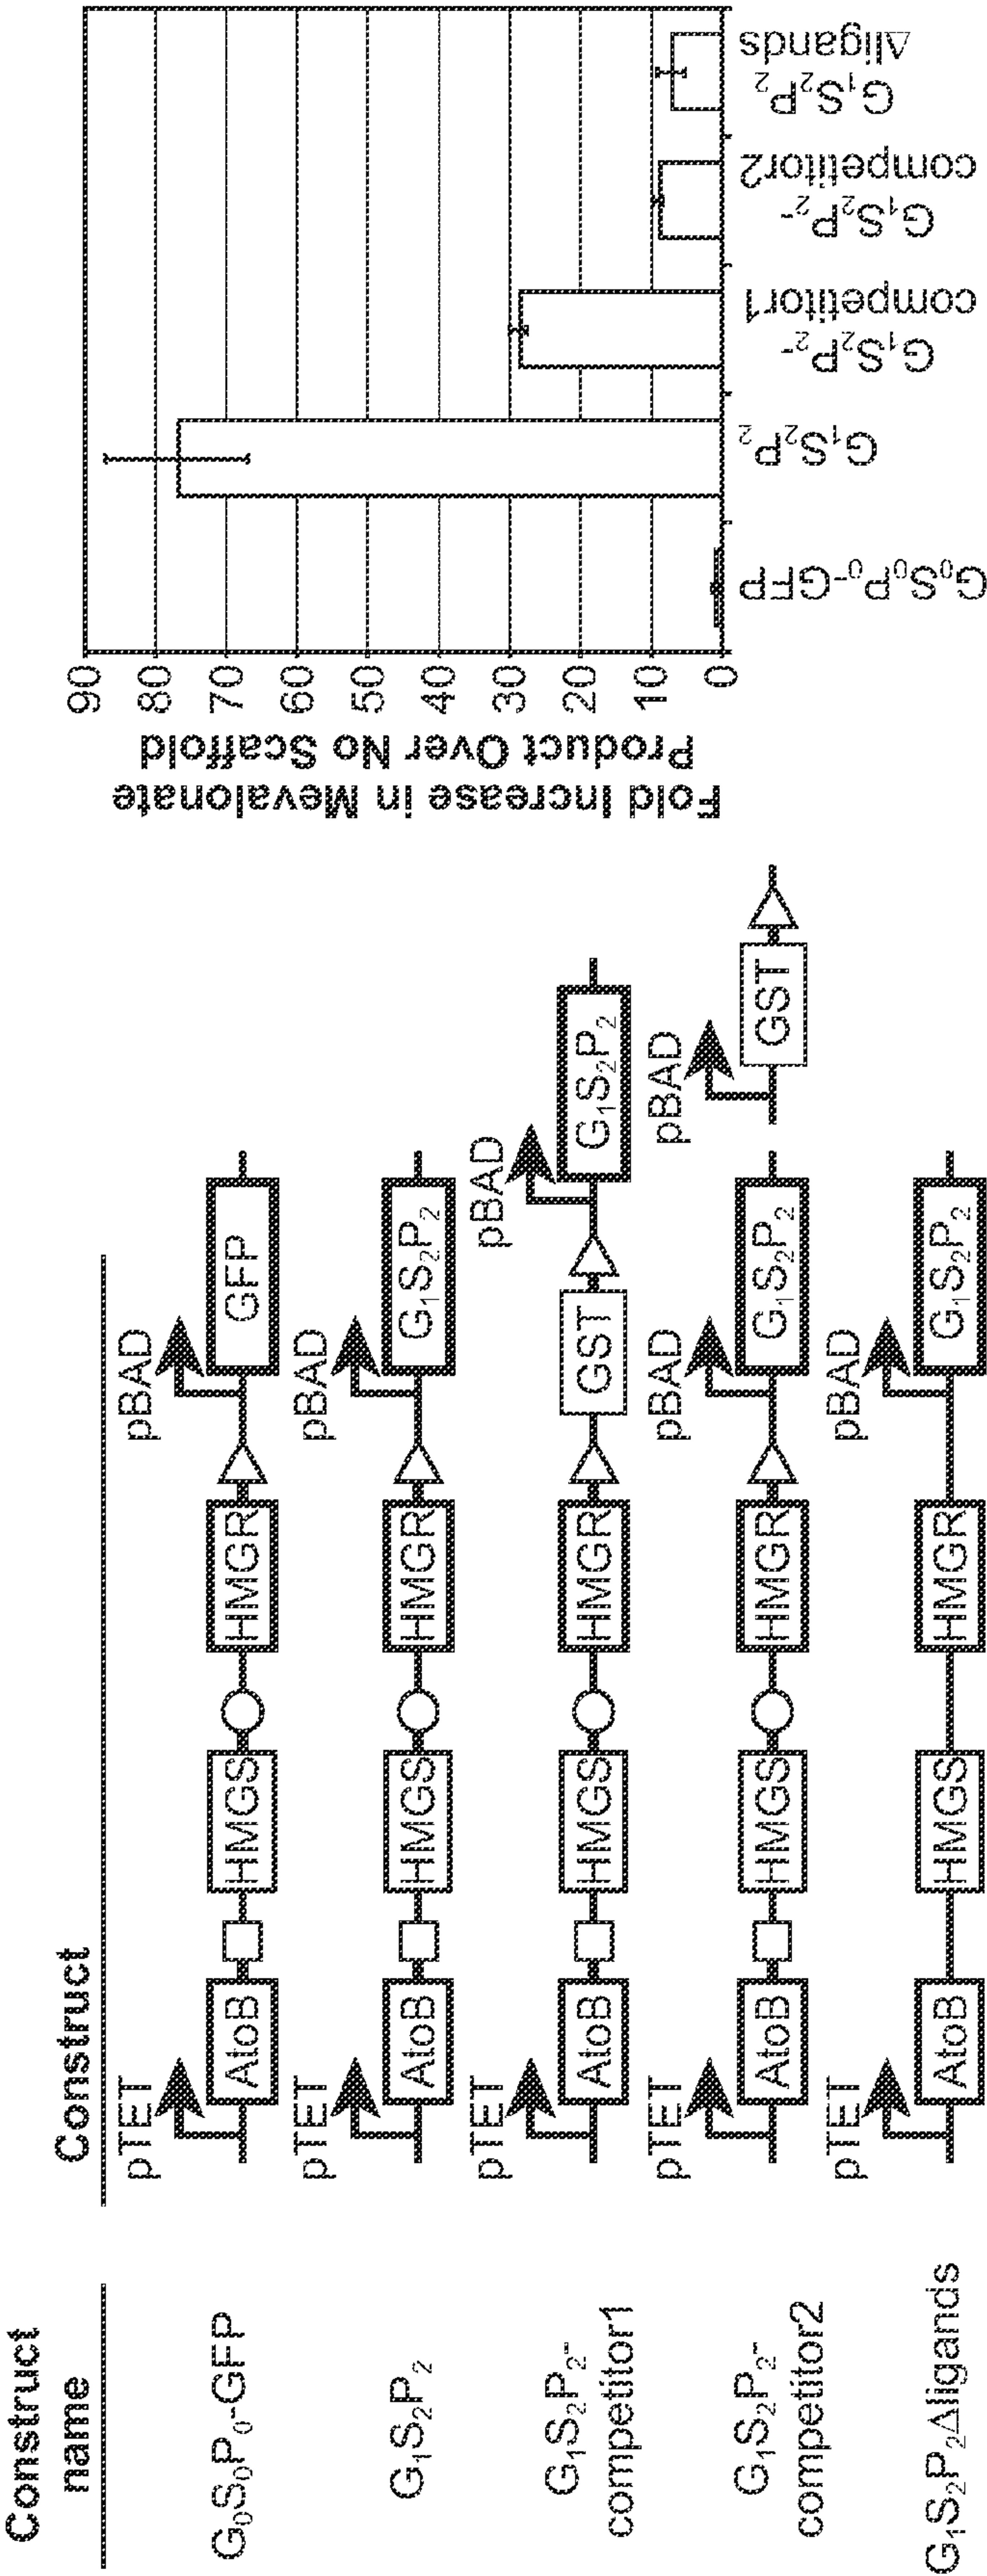 Construct
name
Construct
G₀S₀P₀-GFP
pTET
AtoB
HMGS
HMGR
pBAD
GFP
G₁S₂P₂
pTET
AtoB
HMGS
HMGR
pBAD
G₁S₂P₂
G₁S₂P₂-
competitor1
pTET
AtoB
HMGS
HMGR
GST
pBAD
G₁S₂P₂
G₁S₂P₂-
competitor2
pTET
AtoB
HMGS
HMGR
pBAD
G₁S₂P₂
pBAD
GST
G₁S₂P₂Δligands
pTET
AtoB
HMGS
HMGR
pBAD
G₁S₂P₂
Fold Increase in Mevalonate
Product Over No Scaffold
90
80
70
60
50
40
30
20
10
0
G₀S₀P₀-GFP
G₁S₂P₂
G₁S₂P₂-
competitor1
G₁S₂P₂-
competitor2
G₁S₂P₂
Δligands